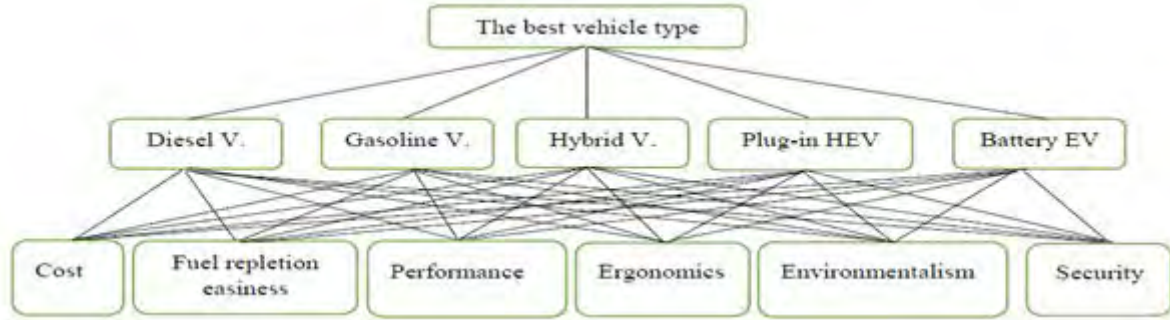 The best vehicle type
Diesel V.
Gasoline V.
Hybrid V.
Plug-in HEV
Battery EV
Cost
Fuel repletion
easiness
Performance
Ergonomics
Environmentalism
Security